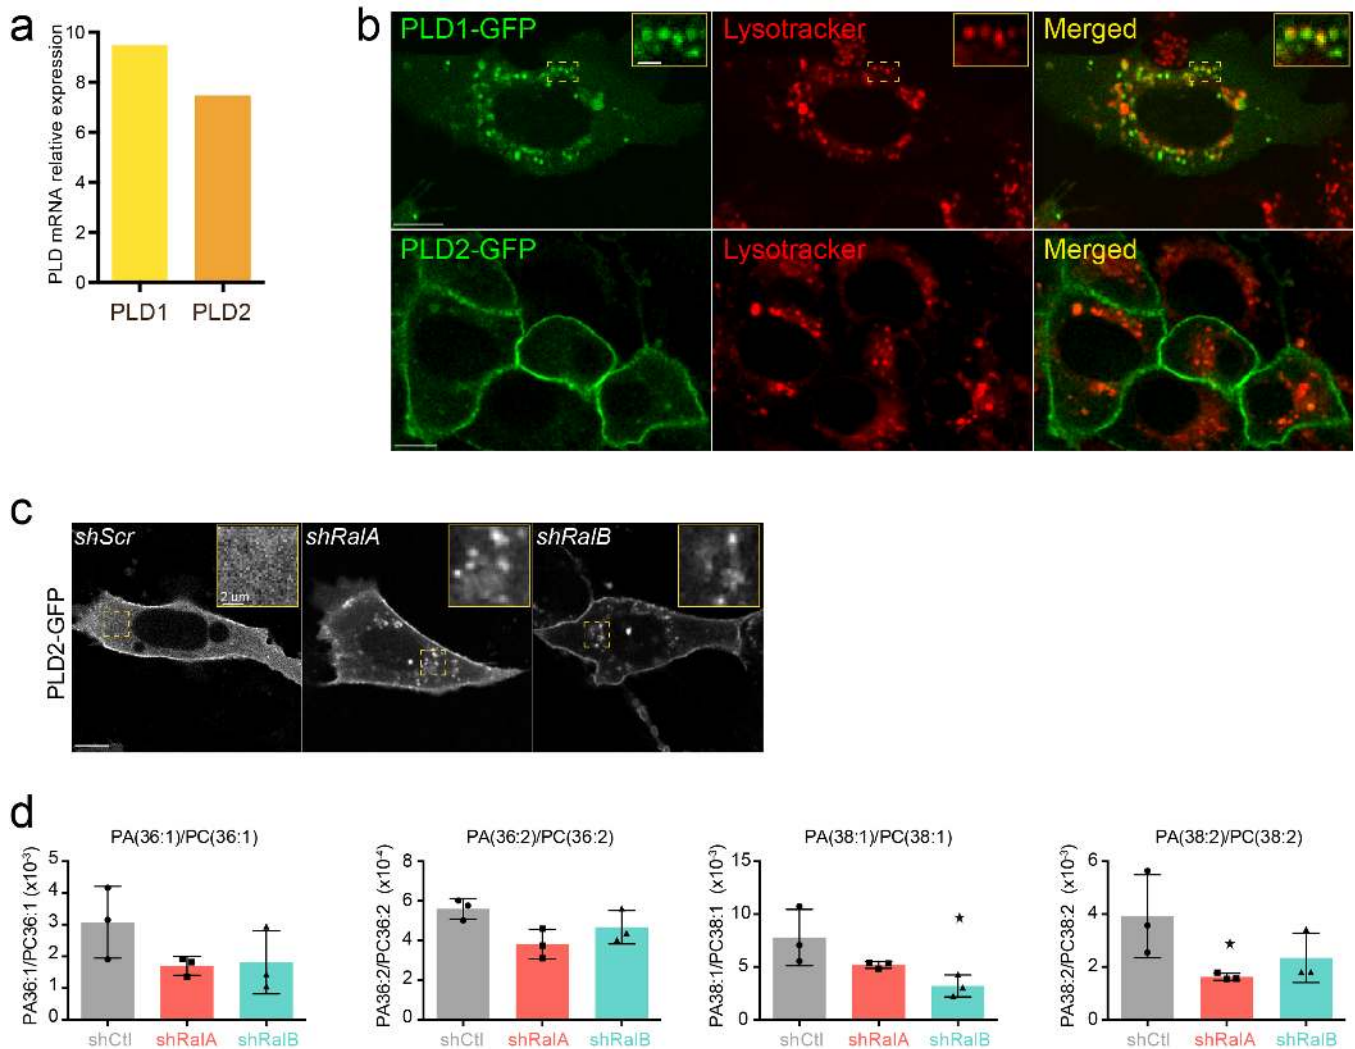 a
PLD mRNA relative expression
10
8
6
4
2
0
PLD1
PLD2
b
PLD1-GFP
Lysotracker
Merged
PLD2-GFP
Lysotracker
Merged
c
PLD2-GFP
shScr
2 µm
shRalA
shRalB
d
PA(36:1)/PC(36:1)
PA36:1/PC36:1 (x10⁻³)
5
4
3
2
1
0
shCtl
shRalA
shRalB
PA(36:2)/PC(36:2)
PA36:2/PC36:2 (x10⁻⁴)
8
6
4
2
0
shCtl
shRalA
shRalB
PA(38:1)/PC(38:1)
PA38:1/PC38:1 (x10⁻³)
15
10
5
0
shCtl
shRalA
shRalB
PA(38:2)/PC(38:2)
PA38:2/PC38:2 (x10⁻³)
6
4
2
0
shCtl
shRalA
shRalB